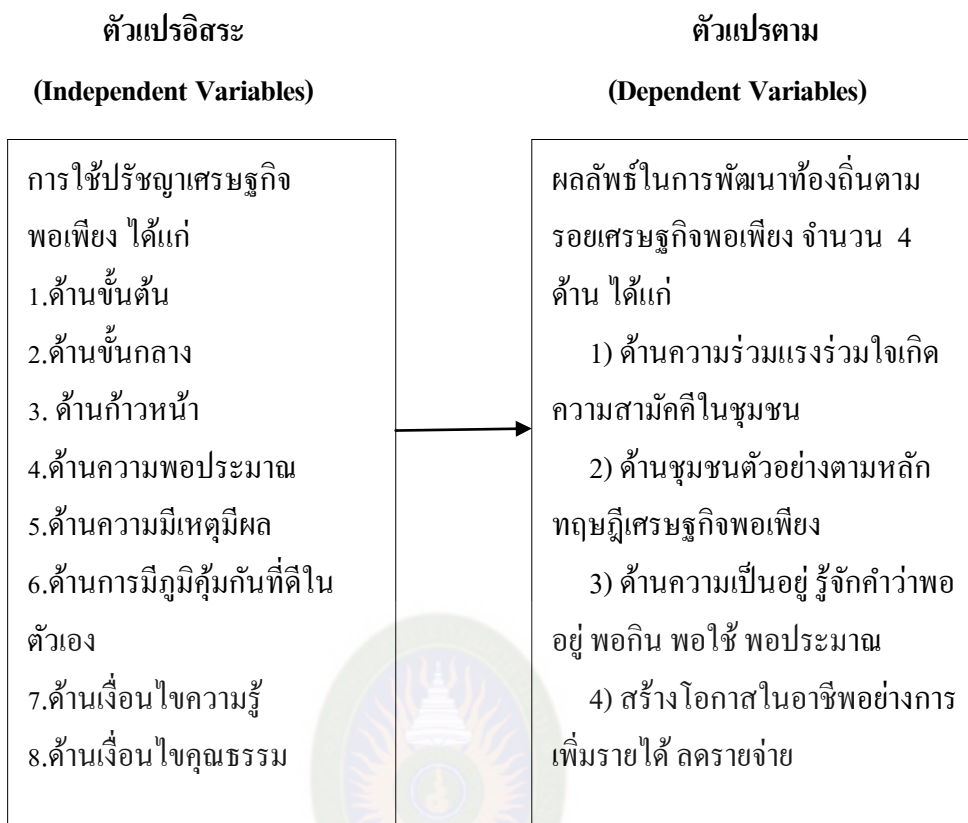 ตัวแปรอิสระ
(Independent Variables)
การใช้ปรัชญาเศรษฐกิจ
พอเพียง ได้แก่
1.ด้านขั้นต้น
2.ด้านขั้นกลาง
3. ด้านก้าวหน้า
4.ด้านความพอประมาณ
5.ด้านความมีเหตุมีผล
6.ด้านการมีภูมิคุ้มกันที่ดีใน
ตัวเอง
7.ด้านเงื่อนไขความรู้
8.ด้านเงื่อนไขคุณธรรม
ตัวแปรตาม
(Dependent Variables)
ผลลัพธ์ในการพัฒนาท้องถิ่นตาม
รอยเศรษฐกิจพอเพียง จำนวน 4
ด้าน ได้แก่
1) ด้านความร่วมแรงร่วมใจเกิด
ความสามัคคีในชุมชน
2) ด้านชุมชนตัวอย่างตามหลัก
ทฤษฎีเศรษฐกิจพอเพียง
3) ด้านความเป็นอยู่ รู้จักคำว่าพอ
อยู่ พอกิน พอใช้ พอประมาณ
4) สร้างโอกาสในอาชีพอย่างการ
เพิ่มรายได้ ลดรายจ่าย